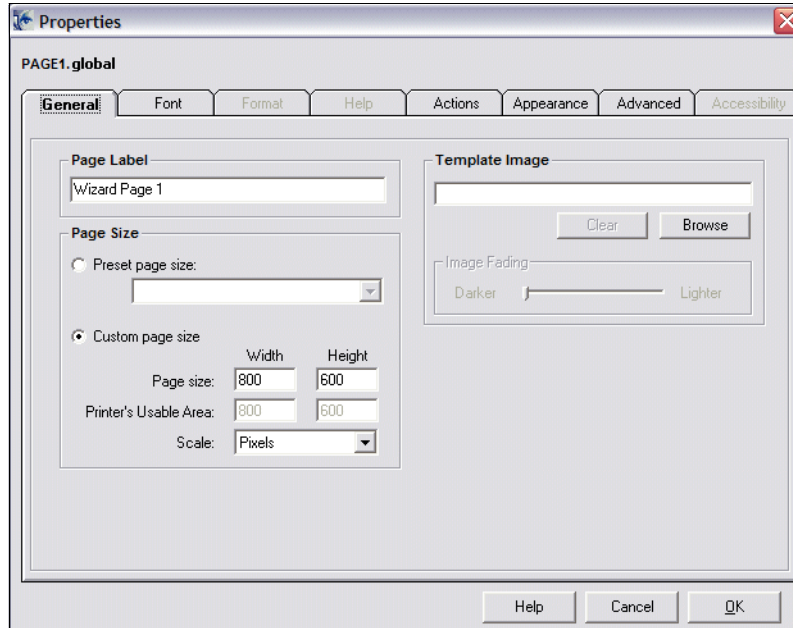 Properties
PAGE1.global
General Font Format Help Actions Appearance Advanced Accessibility
Page Label
Wizard Page 1
Page Size
Preset page size:
Custom page size
Width Height
Page size: 800 600
Printer's Usable Area: 800 600
Scale: Pixels
Template Image
Clear Browse
Image Fading
Darker Lighter
Help Cancel OK